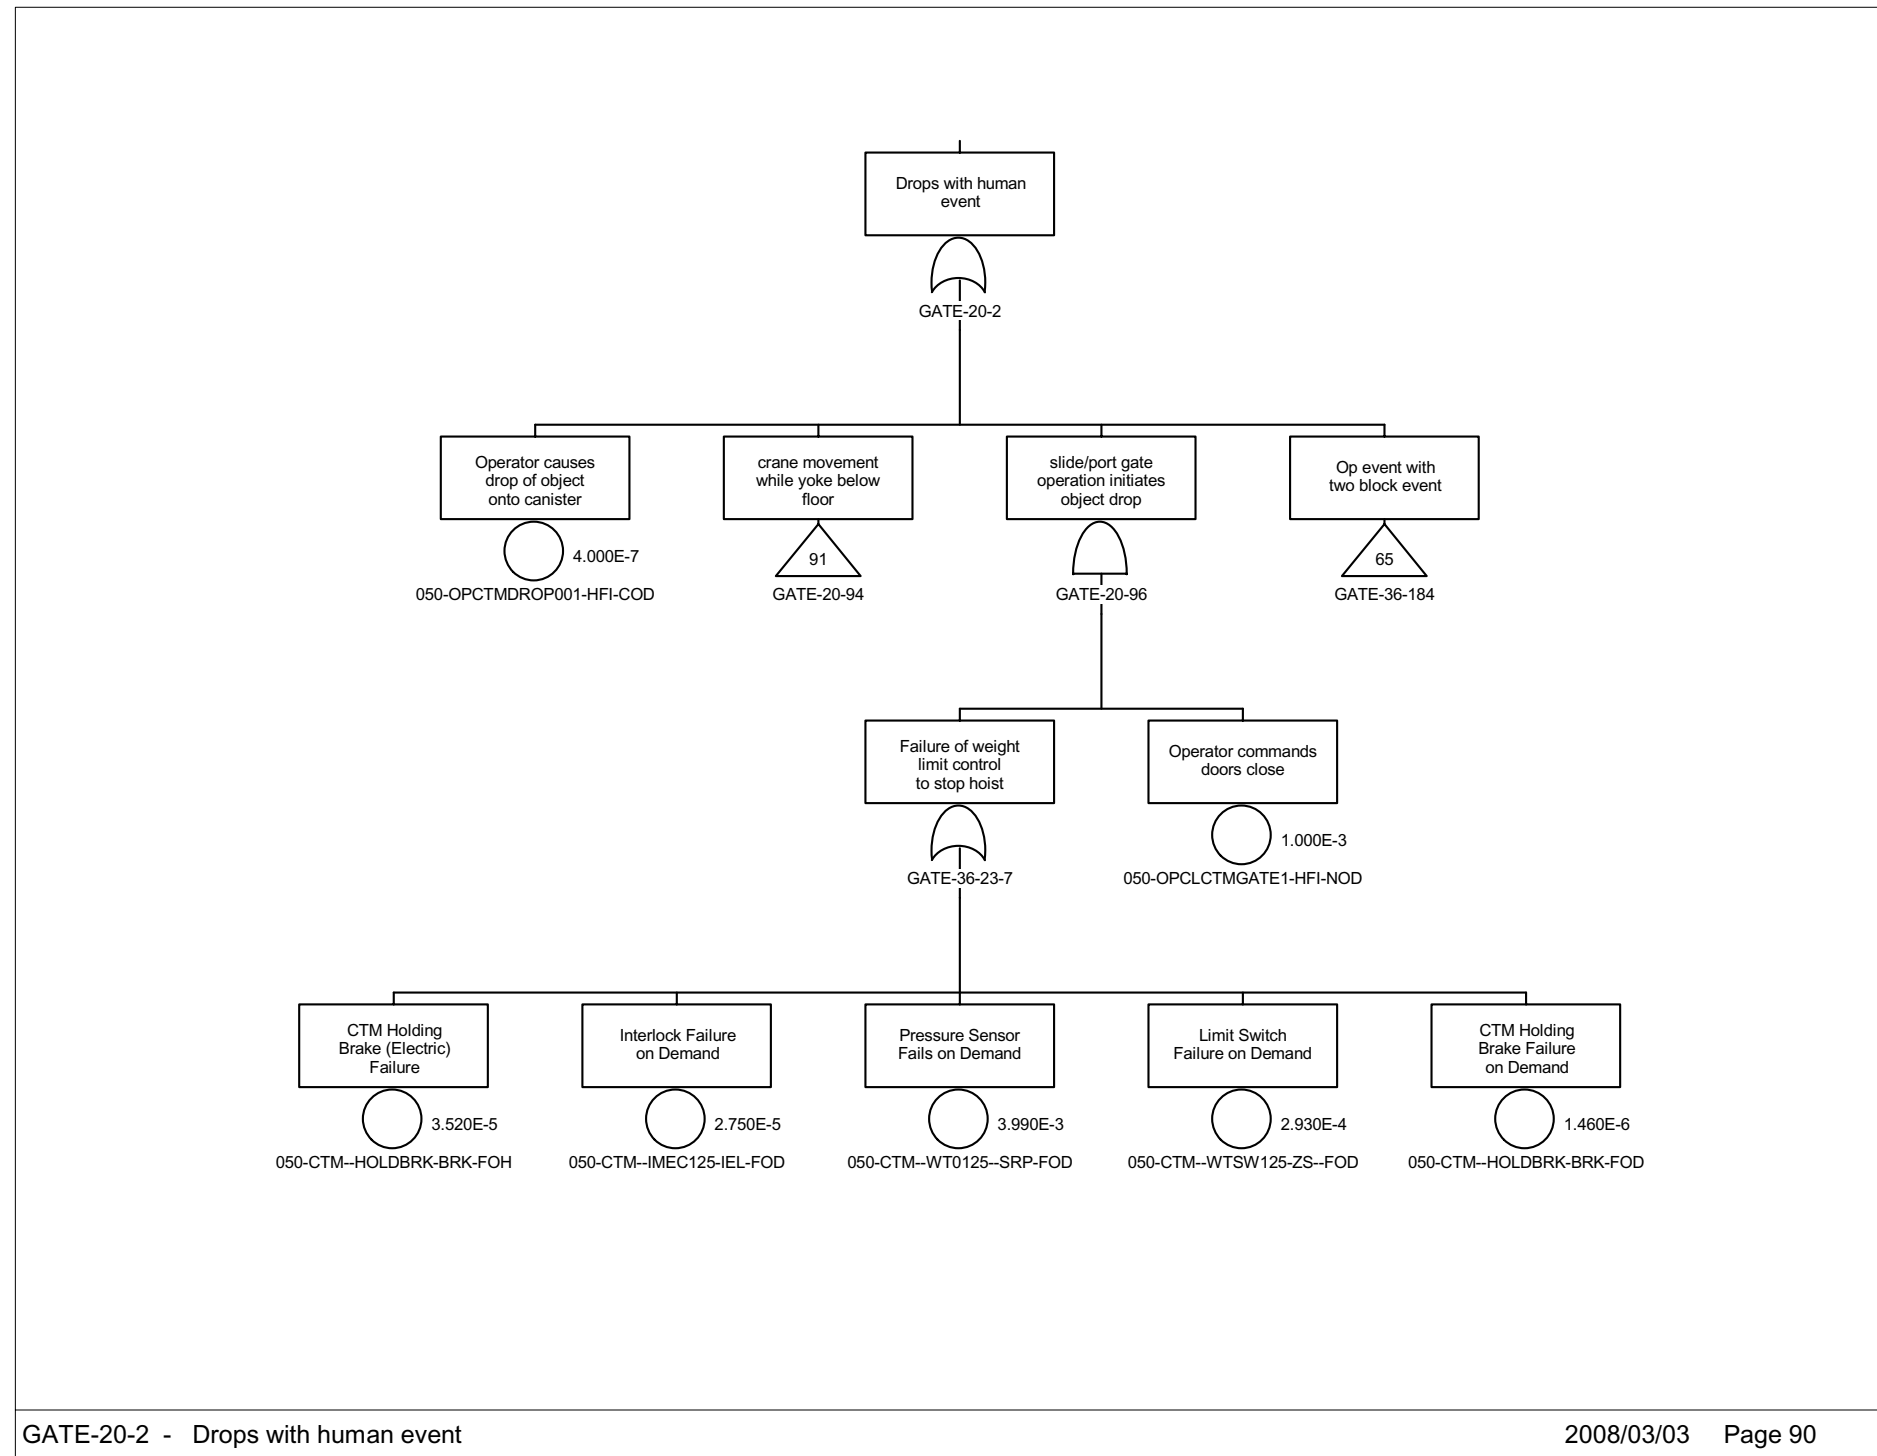 Drops with human
event
GATE-20-2
Operator causes
drop of object
onto canister
4.000E-7
050-OPCTMDROP001-HFI-COD
crane movement
while yoke below
floor
91
GATE-20-94
slide/port gate
operation initiates
object drop
GATE-20-96
Op event with
two block event
65
GATE-36-184
Failure of weight
limit control
to stop hoist
GATE-36-23-7
Operator commands
doors close
1.000E-3
050-OPCLCTMGATE1-HFI-NOD
CTM Holding
Brake (Electric)
Failure
3.520E-5
050-CTM--HOLDBRK-BRK-FOH
Interlock Failure
on Demand
2.750E-5
050-CTM--IMEC125-IEL-FOD
Pressure Sensor
Fails on Demand
3.990E-3
050-CTM--WT0125--SRP-FOD
Limit Switch
Failure on Demand
2.930E-4
050-CTM--WTSW125-ZS--FOD
CTM Holding
Brake Failure
on Demand
1.460E-6
050-CTM--HOLDBRK-BRK-FOD
GATE-20-2 - Drops with human event
2008/03/03 Page 90